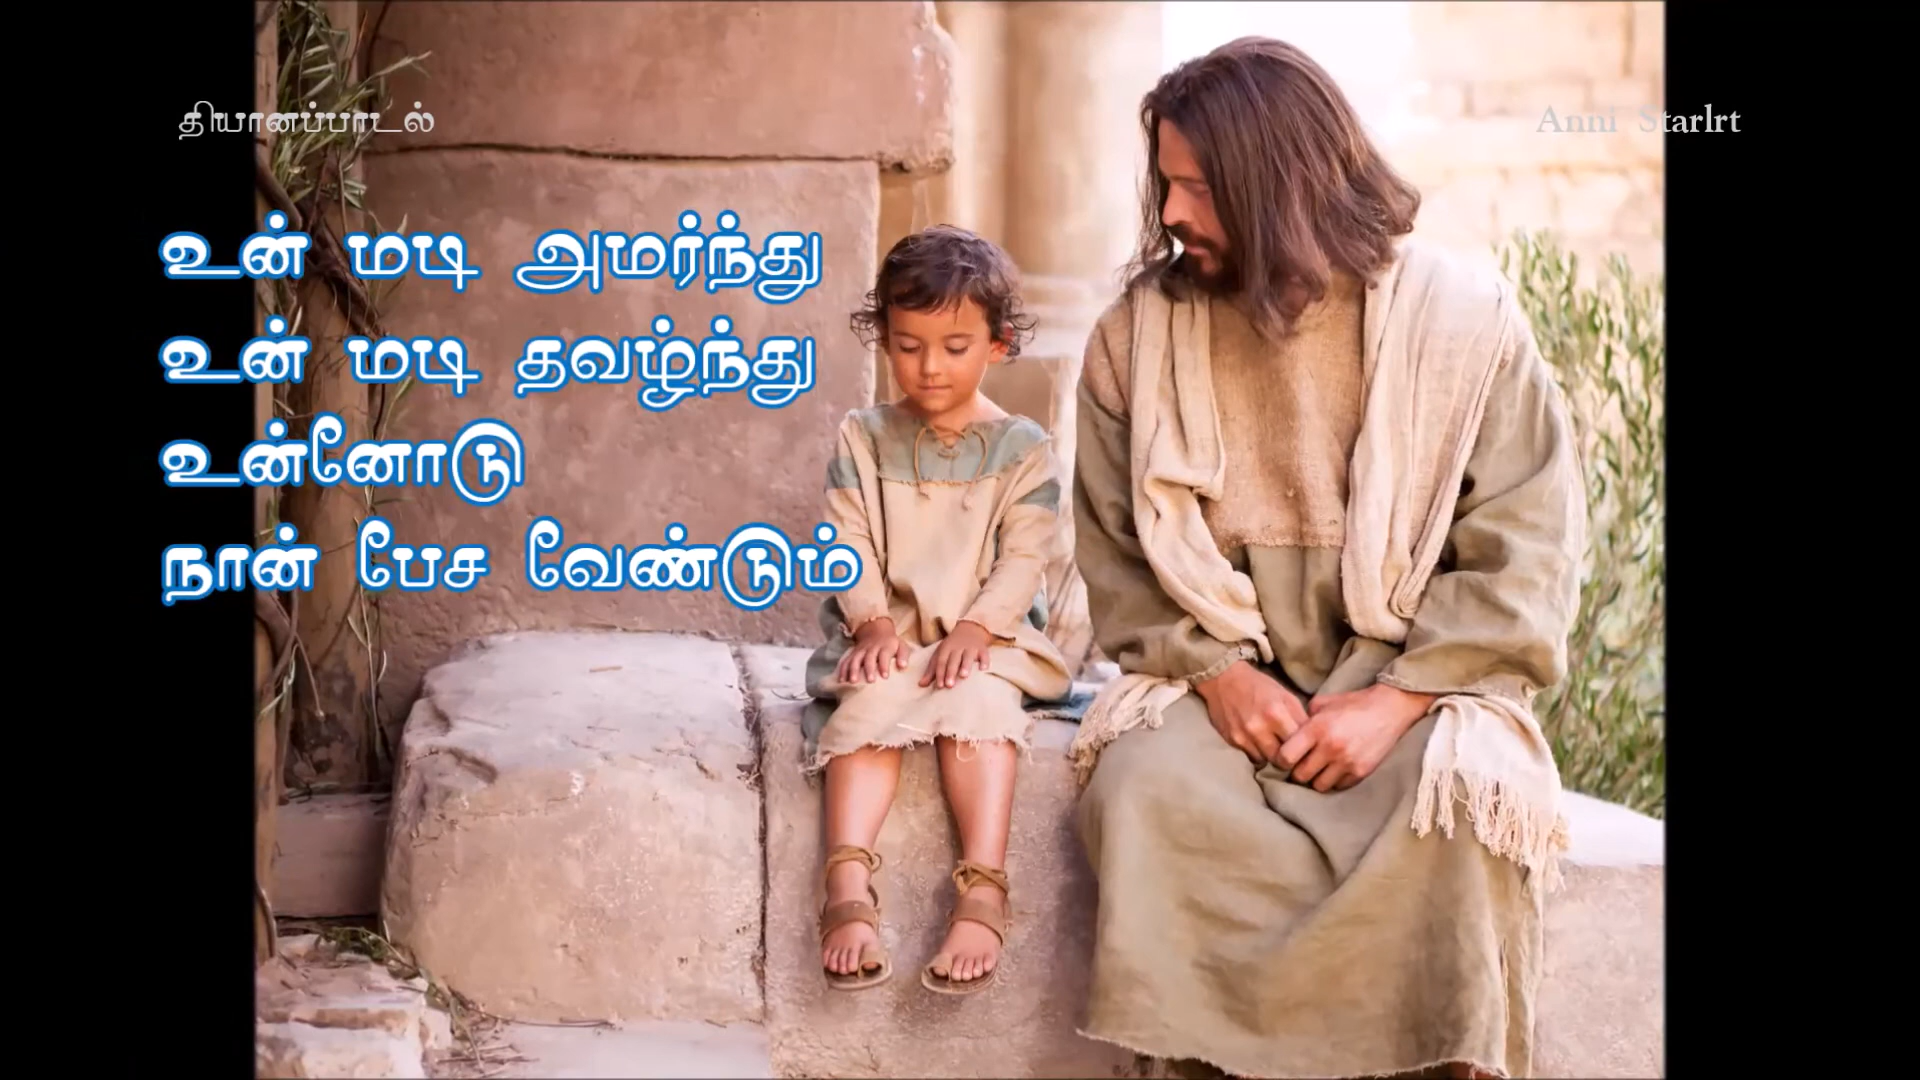 தியானப்பாடல்
Anni Starlrt
உன் மடி அமர்ந்து
உன் மடி தவழ்ந்து
உன்னோடு
நான் பேச வேண்டும்